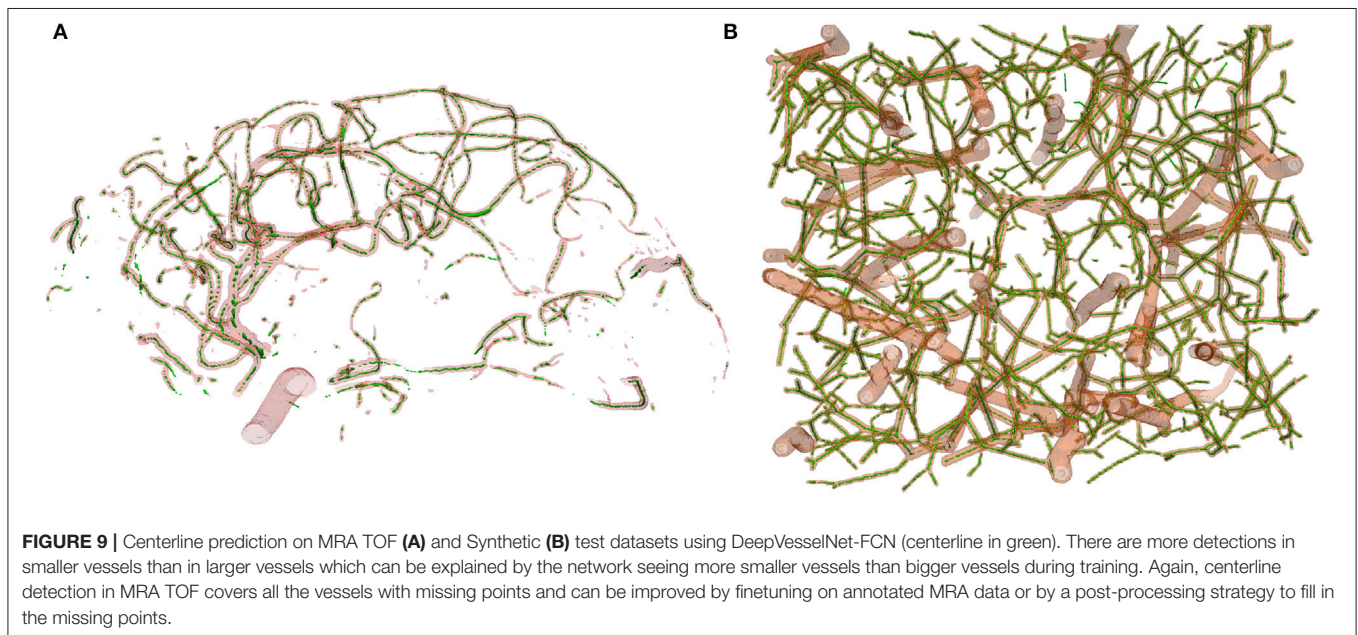 A
B
FIGURE 9 | Centerline prediction on MRA TOF (A) and Synthetic (B) test datasets using DeepVesselNet-FCN (centerline in green). There are more detections in
smaller vessels than in larger vessels which can be explained by the network seeing more smaller vessels than bigger vessels during training. Again, centerline
detection in MRA TOF covers all the vessels with missing points and can be improved by finetuning on annotated MRA data or by a post-processing strategy to fill in
the missing points.